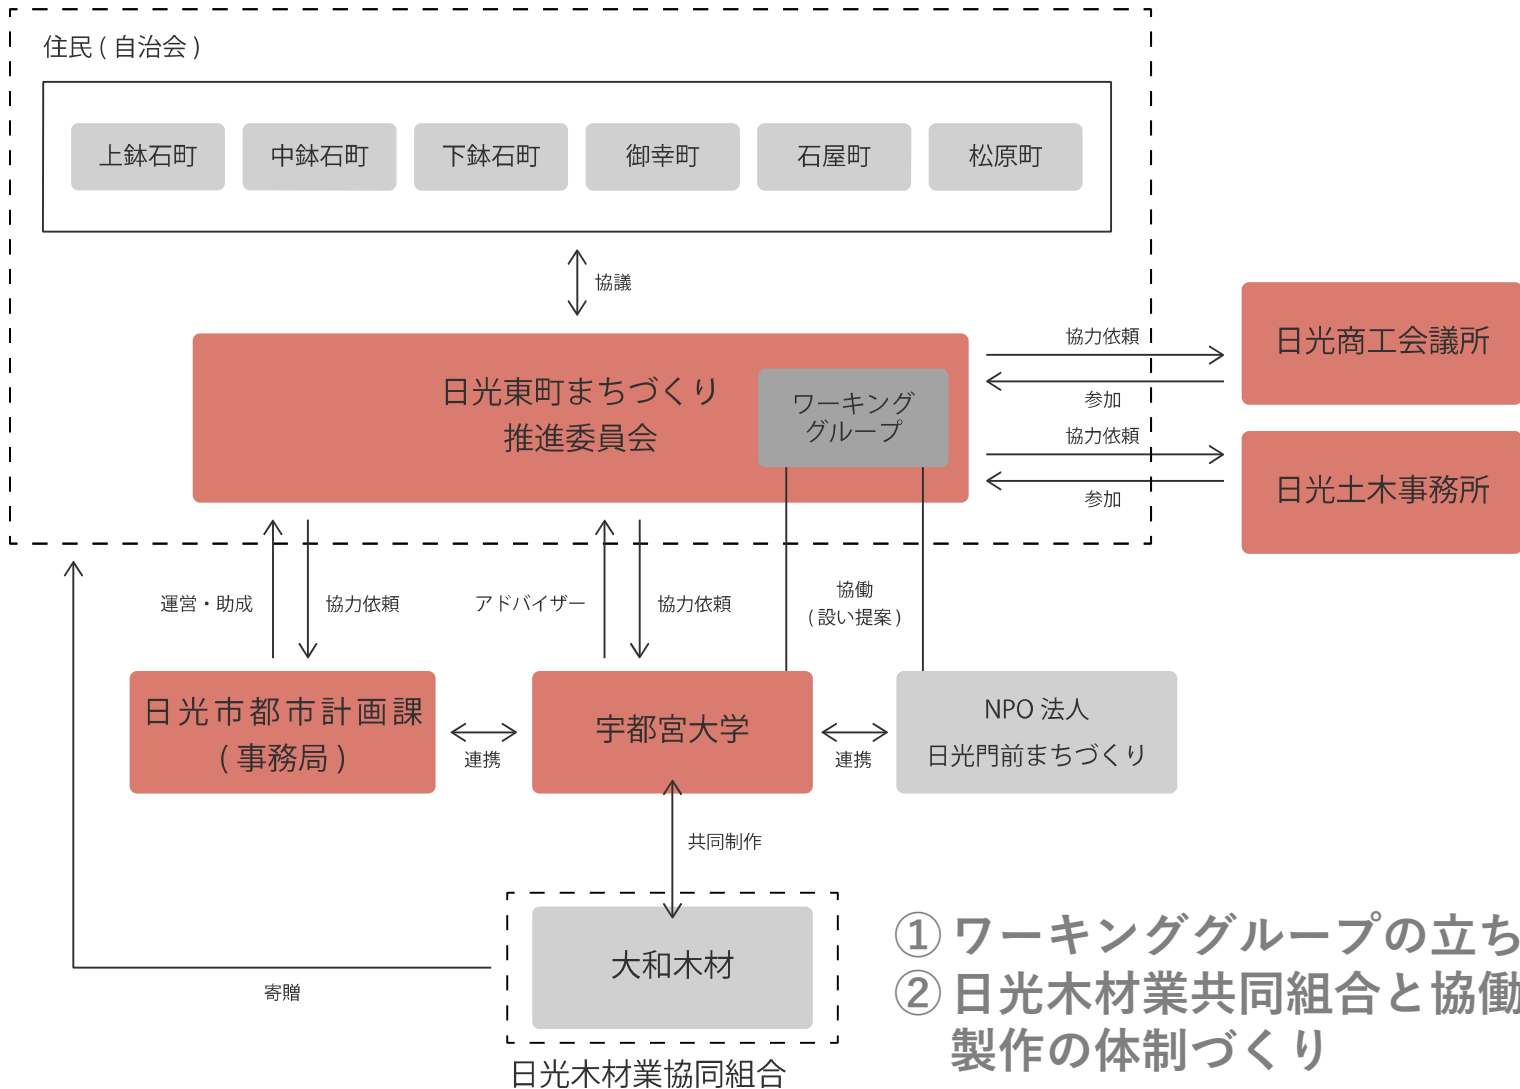 住民 ( 自治会 )
上鉢石町 中鉢石町 下鉢石町 御幸町 石屋町 松原町
協議
日光東町まちづくり
推進委員会
ワーキング
グループ
協力依頼
参加
日光商工会議所
協力依頼
参加
日光土木事務所
運営・助成
協力依頼
アドバイザー
協力依頼
協働
( 設い提案 )
日光市都市計画課
( 事務局 )
連携
宇都宮大学
連携
NPO 法人
日光門前まちづくり
共同制作
大和木材
寄贈
日光木材業協同組合
① ワーキンググループの立ち
② 日光木材業共同組合と協働
製作の体制づくり